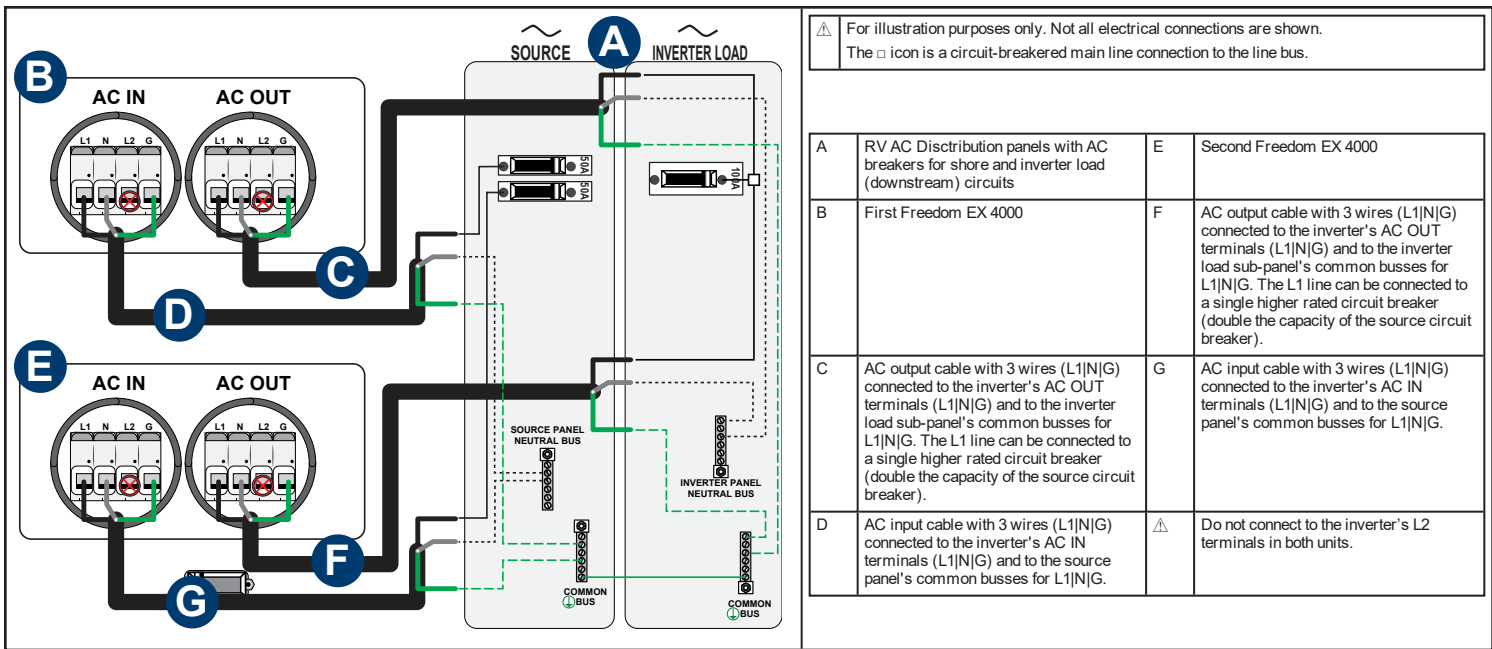 SOURCE
A
INVERTER LOAD
B
AC IN
AC OUT
L1 N L2 G
L1 N L2 G
50A
50A
100A
C
D
E
AC IN
AC OUT
L1 N L2 G
L1 N L2 G
SOURCE PANEL
NEUTRAL BUS
INVERTER PANEL
NEUTRAL BUS
F
G
COMMON
BUS
COMMON
BUS
⚠ For illustration purposes only. Not all electrical connections are shown.
The □ icon is a circuit-breakered main line connection to the line bus.
A
RV AC Disctribution panels with AC
breakers for shore and inverter load
(downstream) circuits
E
Second Freedom EX 4000
B
First Freedom EX 4000
F
AC output cable with 3 wires (L1|N|G)
connected to the inverter's AC OUT
terminals (L1|N|G) and to the inverter
load sub-panel's common busses for
L1|N|G. The L1 line can be connected to
a single higher rated circuit breaker
(double the capacity of the source circuit
breaker).
C
AC output cable with 3 wires (L1|N|G)
connected to the inverter's AC OUT
terminals (L1|N|G) and to the inverter
load sub-panel's common busses for
L1|N|G. The L1 line can be connected to
a single higher rated circuit breaker
(double the capacity of the source circuit
breaker).
G
AC input cable with 3 wires (L1|N|G)
connected to the inverter's AC IN
terminals (L1|N|G) and to the source
panel's common busses for L1|N|G.
D
AC input cable with 3 wires (L1|N|G)
connected to the inverter's AC IN
terminals (L1|N|G) and to the source
panel's common busses for L1|N|G.
⚠
Do not connect to the inverter's L2
terminals in both units.